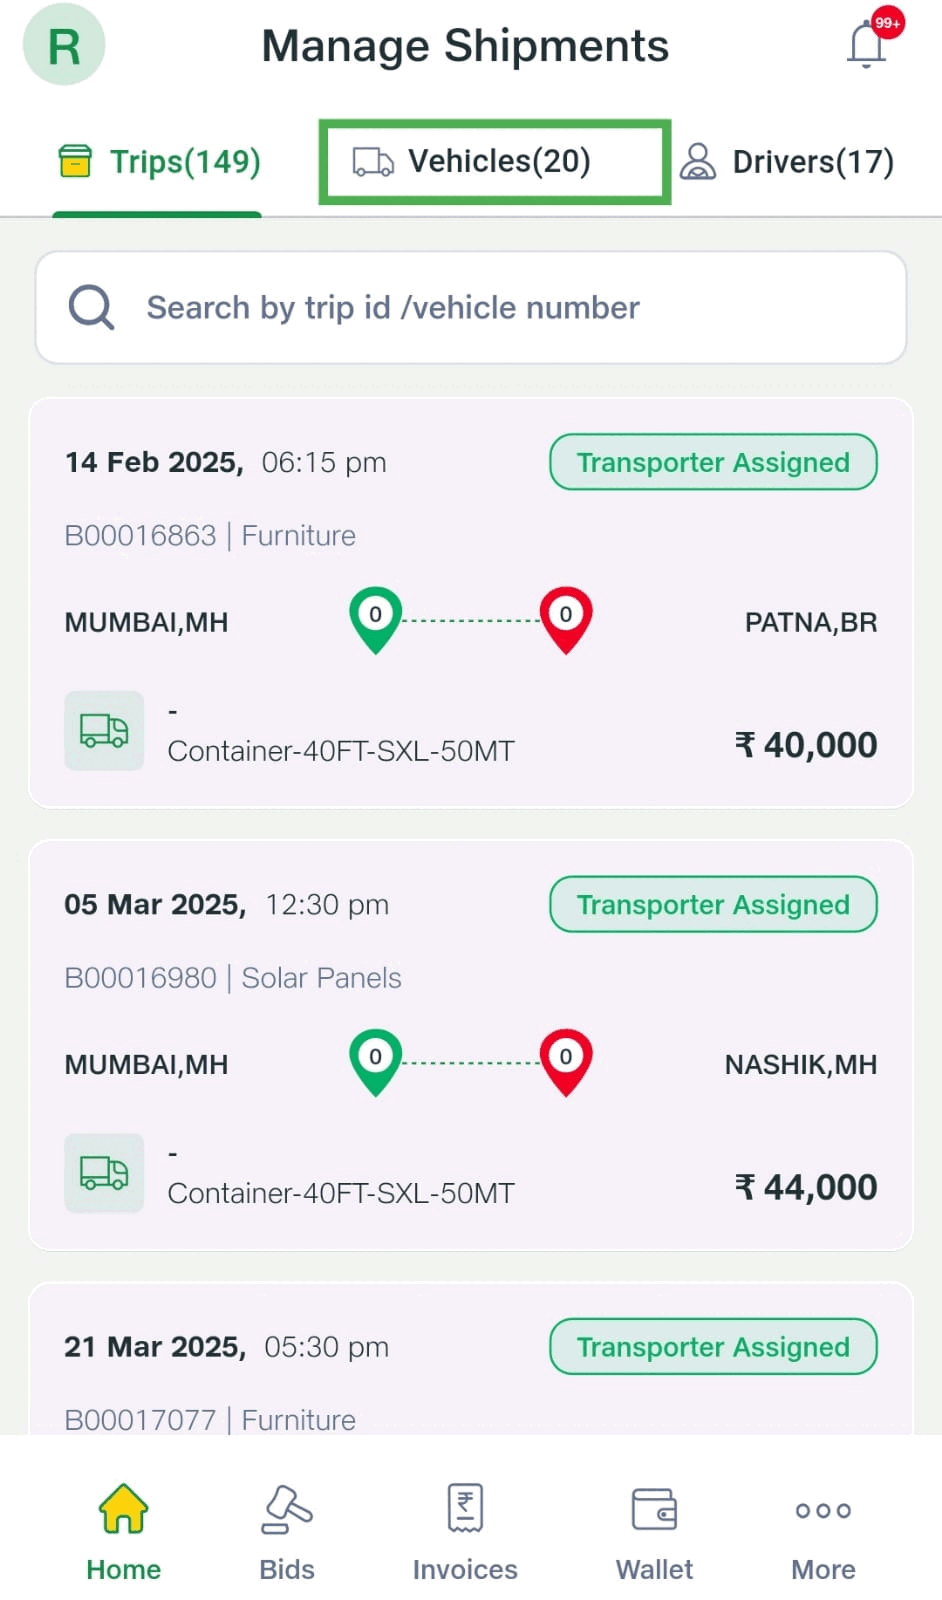 R
Manage Shipments
99+
Trips(149)
Vehicles(20)
Drivers(17)
Search by trip id /vehicle number
14 Feb 2025, 06:15 pm
Transporter Assigned
B00016863 | Furniture
MUMBAI,MH
0
0
PATNA,BR
-
Container-40FT-SXL-50MT
₹ 40,000
05 Mar 2025, 12:30 pm
Transporter Assigned
B00016980 | Solar Panels
MUMBAI,MH
0
0
NASHIK,MH
-
Container-40FT-SXL-50MT
₹ 44,000
21 Mar 2025, 05:30 pm
Transporter Assigned
B00017077 | Furniture
₹
Home
Bids
Invoices
Wallet
More